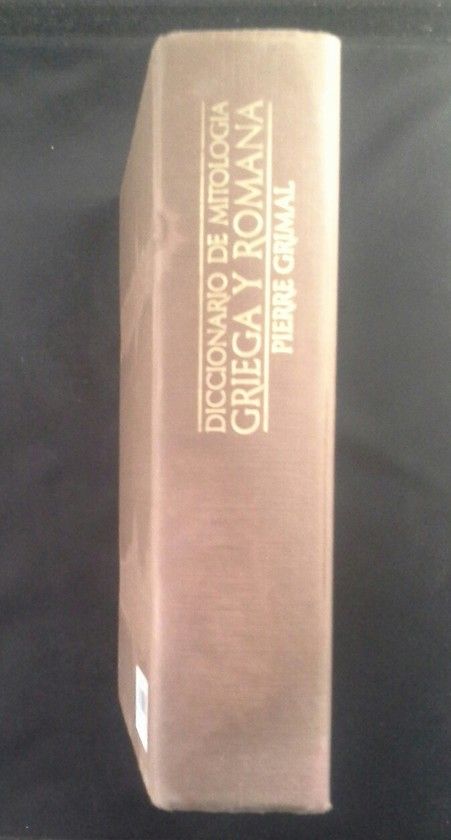 DICCIONARIO DE MITOLOGIA
GRIEGA Y ROMANA
PIERRE GRIMAL